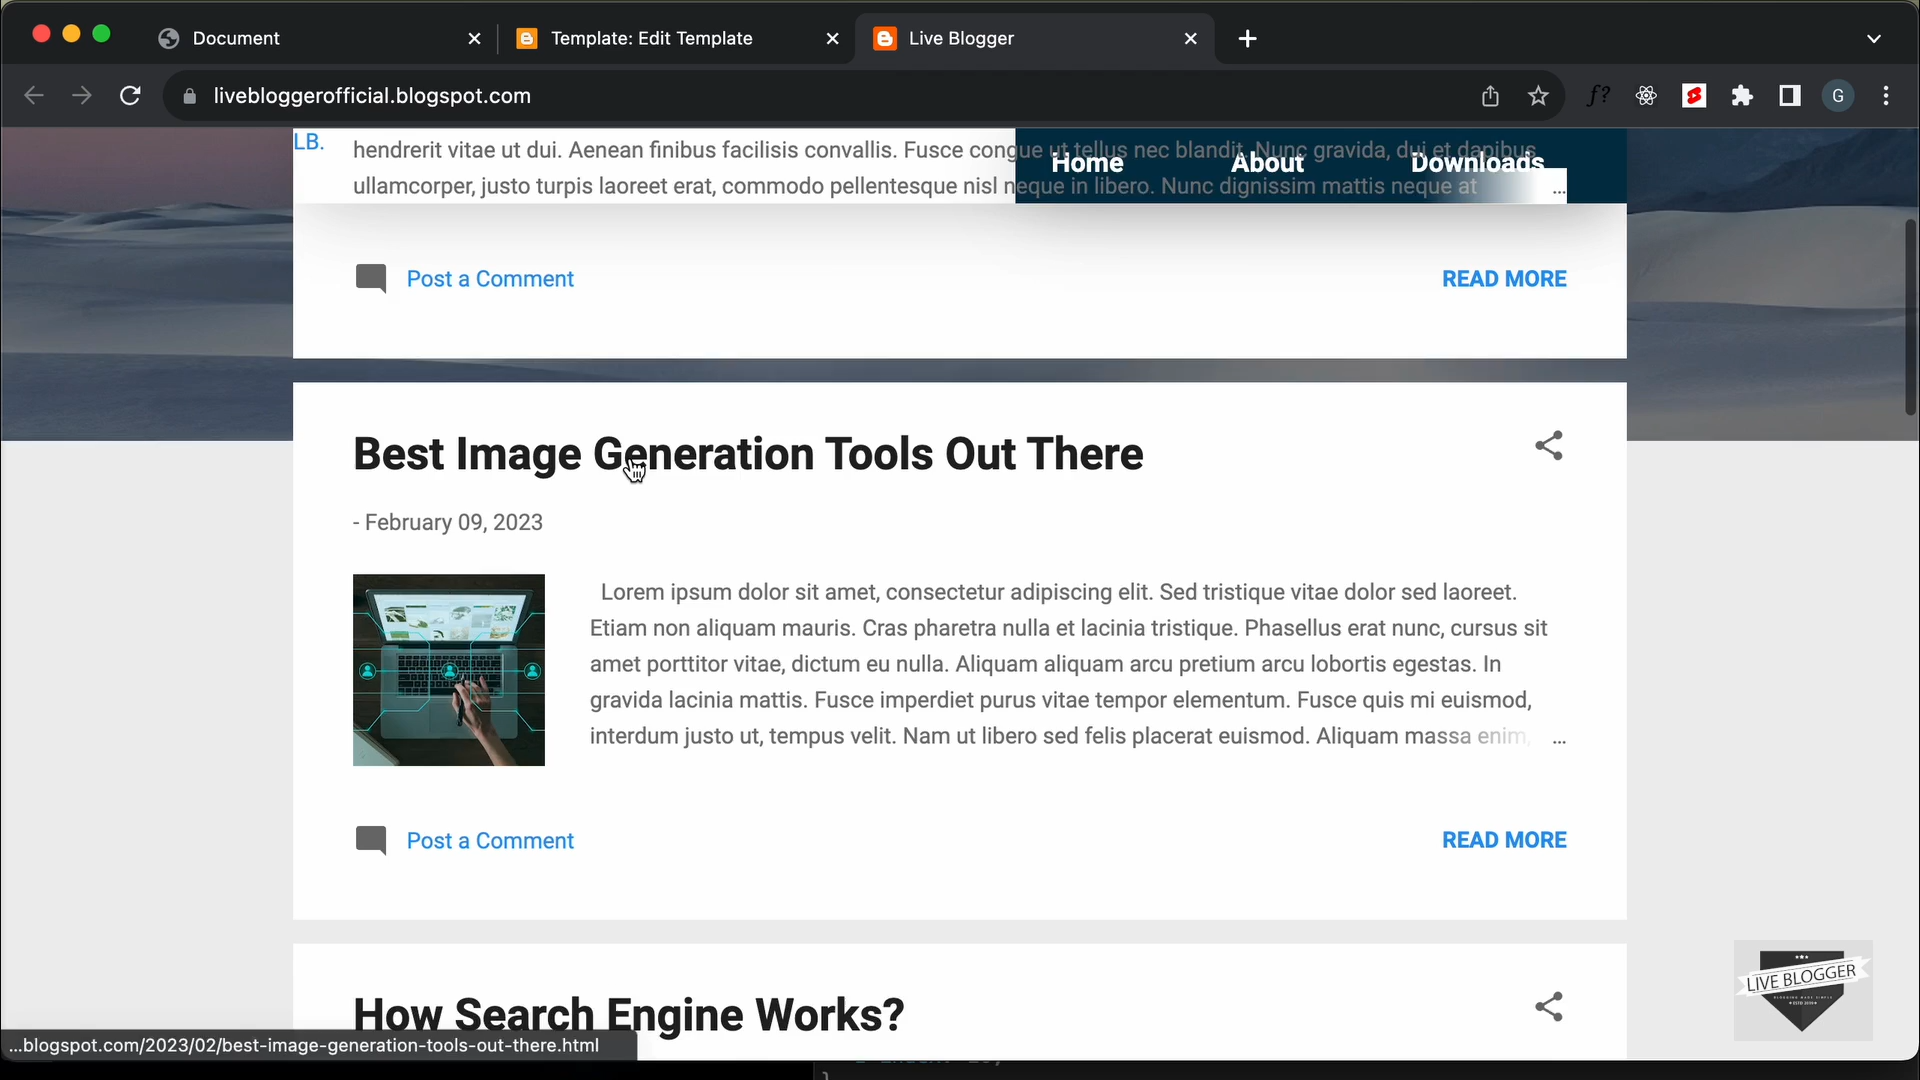 Document
Template: Edit Template
Live Blogger
livebloggerofficial.blogspot.com
f?
G
LB.
Home
About
Downloads
hendrerit vitae ut dui. Aenean finibus facilisis convallis. Fusce congue ut tellus nec blandit. Nunc gravida, dui et dapibus
ullamcorper, justo turpis laoreet erat, commodo pellentesque nisl neque in libero. Nunc dignissim mattis neque at ...
Post a Comment
READ MORE
Best Image Generation Tools Out There
- February 09, 2023
Lorem ipsum dolor sit amet, consectetur adipiscing elit. Sed tristique vitae dolor sed laoreet.
Etiam non aliquam mauris. Cras pharetra nulla et lacinia tristique. Phasellus erat nunc, cursus sit
amet porttitor vitae, dictum eu nulla. Aliquam aliquam arcu pretium arcu lobortis egestas. In
gravida lacinia mattis. Fusce imperdiet purus vitae tempor elementum. Fusce quis mi euismod,
interdum justo ut, tempus velit. Nam ut libero sed felis placerat euismod. Aliquam massa enim, ...
Post a Comment
READ MORE
How Search Engine Works?
...blogspot.com/2023/02/best-image-generation-tools-out-there.html
LIVE BLOGGER